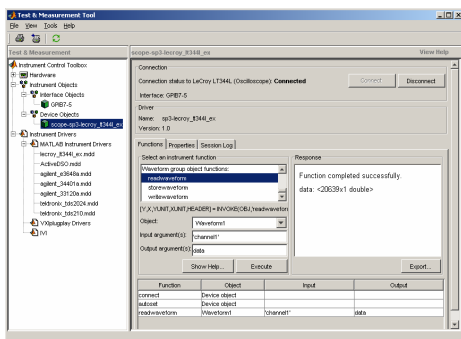 Test & Measurement Tool
File View Tools Help
Test & Measurement
Instrument Control Toolbox
Hardware
Instrument Objects
Interface Objects
GPIB7-5
Device Objects
scope-sp3-lecroy_lt344l_ex
Instrument Drivers
MATLAB Instrument Drivers
lecroy_lt344l_ex.mdd
ActiveDSO.mdd
agilent_e3648a.mdd
agilent_34401a.mdd
agilent_33120a.mdd
tektronix_tds2024.mdd
tektronix_tds210.mdd
VXIplug&play Drivers
IVI
scope-sp3-lecroy_lt344l_ex
View Help
Connection
Connection status to LeCroy LT344L (Oscilloscope): Connected
Connect
Disconnect
Interface: GPIB7-5
Driver
Name: sp3-lecroy_lt344l_ex
Version: 1.0
Functions Properties Session Log
Select an instrument function
Waveform group object functions:
readwaveform
storewaveform
writewaveform
[Y,X,YUNIT,XUNIT,HEADER] = INVOKE(OBJ,'readwaveform
Object: Waveform1
Input argument(s): 'channel1'
Output argument(s): data
Show Help...
Execute
Response
Function completed successfully.
data: <20639x1 double>
Export...
Function Object Input Output
connect Device object
autoset Device object
readwaveform Waveform1 'channel1' data